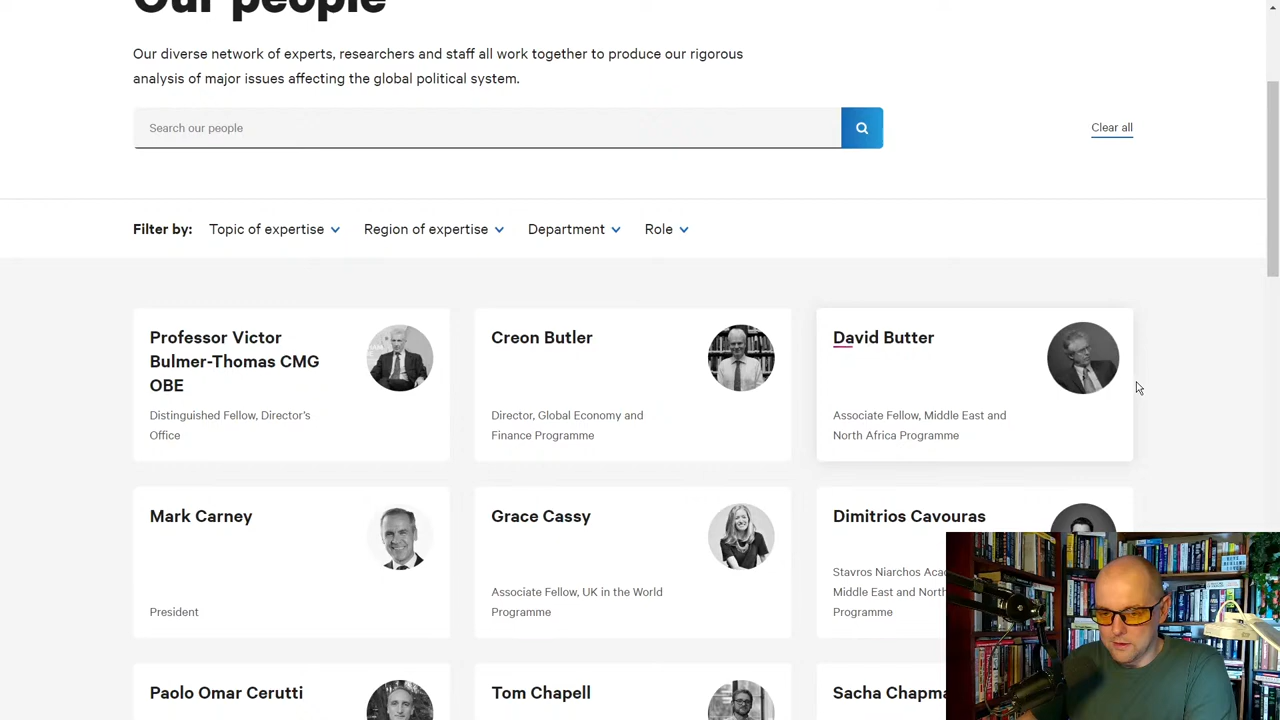 Our people
Our diverse network of experts, researchers and staff all work together to produce our rigorous
analysis of major issues affecting the global political system.
Search our people
Clear all
Filter by: Topic of expertise Region of expertise Department Role
Professor Victor
Bulmer-Thomas CMG
OBE
Distinguished Fellow, Director's
Office
Creon Butler
Director, Global Economy and
Finance Programme
David Butter
Associate Fellow, Middle East and
North Africa Programme
Mark Carney
President
Grace Cassy
Associate Fellow, UK in the World
Programme
Dimitrios Cavouras
Stavros Niarchos
Middle East and
Programme
Paolo Omar Cerutti
Tom Chapell
Sacha